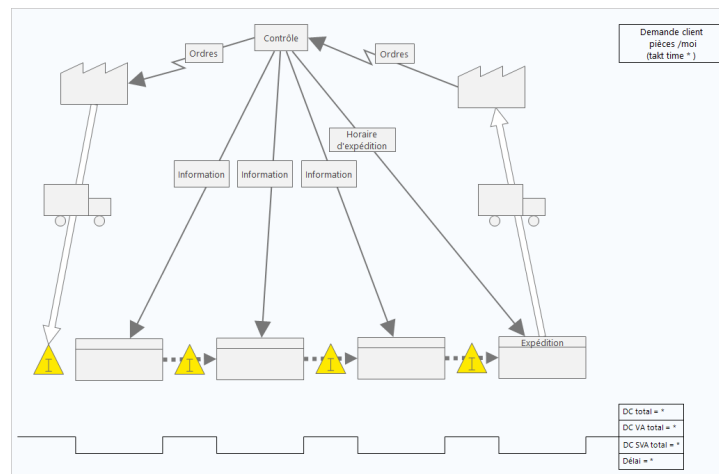 Contrôle
Demande client
pièces /moi
(takt time * )
Ordres
Ordres
Horaire
d'expédition
Information
Information
Information
I
I
I
I
Expédition
DC total = *
DC VA total = *
DC SVA total = *
Délai = *